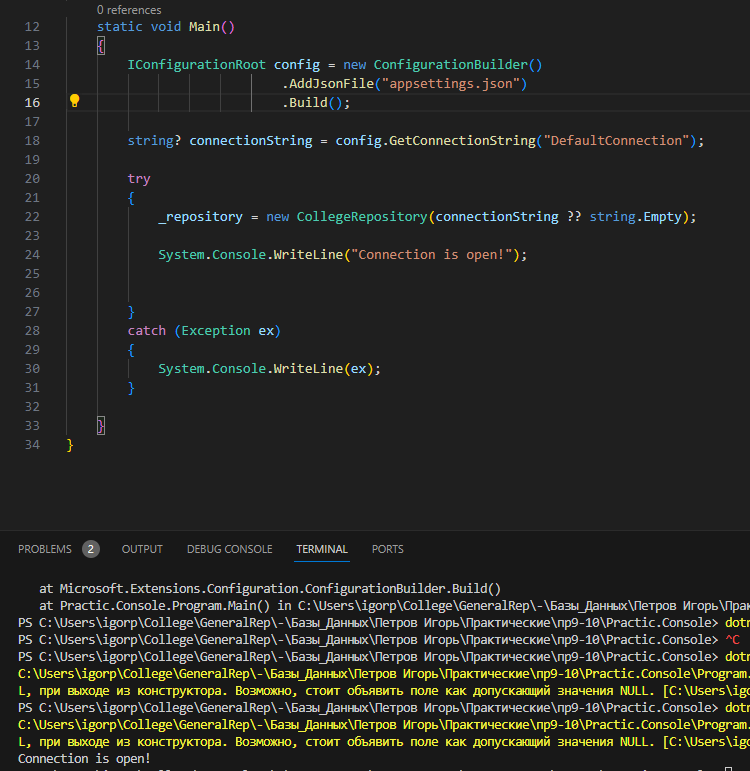 0 references
12 static void Main()
13 {
14 IConfigurationRoot config = new ConfigurationBuilder()
15 .AddJsonFile("appsettings.json")
16 .Build();
17
18 string? connectionString = config.GetConnectionString("DefaultConnection");
19
20 try
21 {
22 _repository = new CollegeRepository(connectionString ?? string.Empty);
23
24 System.Console.WriteLine("Connection is open!");
25
26
27 }
28 catch (Exception ex)
29 {
30 System.Console.WriteLine(ex);
31 }
32
33 }
34 }
PROBLEMS 2 OUTPUT DEBUG CONSOLE TERMINAL PORTS
at Microsoft.Extensions.Configuration.ConfigurationBuilder.Build()
at Practic.Console.Program.Main() in C:\Users\igorp\College\GeneralRep\-\Базы_Данных\Петров Игорь\Прак
PS C:\Users\igorp\College\GeneralRep\-\Базы_Данных\Петров Игорь\Практические\пр9-10\Practic.Console> dotn
PS C:\Users\igorp\College\GeneralRep\-\Базы_Данных\Петров Игорь\Практические\пр9-10\Practic.Console> ^C
PS C:\Users\igorp\College\GeneralRep\-\Базы_Данных\Петров Игорь\Практические\пр9-10\Practic.Console> dotn
C:\Users\igorp\College\GeneralRep\-\Базы_Данных\Петров Игорь\Практические\пр9-10\Practic.Console\Program.
L, при выходе из конструктора. Возможно, стоит объявить поле как допускающий значения NULL. [C:\Users\igo
PS C:\Users\igorp\College\GeneralRep\-\Базы_Данных\Петров Игорь\Практические\пр9-10\Practic.Console> dotn
C:\Users\igorp\College\GeneralRep\-\Базы_Данных\Петров Игорь\Практические\пр9-10\Practic.Console\Program.
L, при выходе из конструктора. Возможно, стоит объявить поле как допускающий значения NULL. [C:\Users\igo
Connection is open!